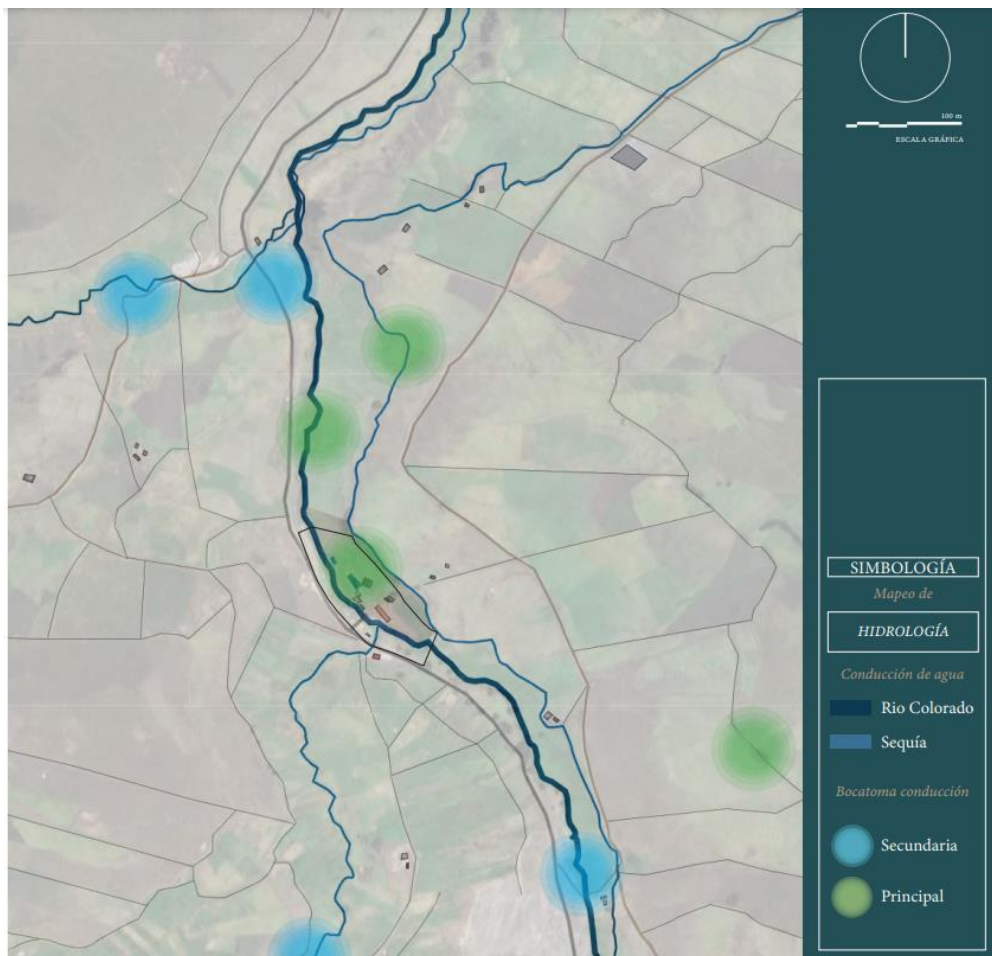 100 m
ESCALA GRÁFICA
SIMBOLOGÍA
Mapeo de
HIDROLOGÍA
Conducción de agua
Rio Colorado
Sequía
Bocatoma conducción
Secundaria
Principal